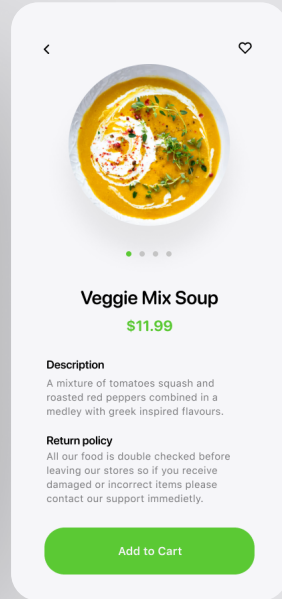 Veggie Mix Soup
$11.99
Description
A mixture of tomatoes squash and
roasted red peppers combined in a
medley with greek inspired flavours.
Return policy
All our food is double checked before
leaving our stores so if you receive
damaged or incorrect items please
contact our support immedietly.
Add to Cart